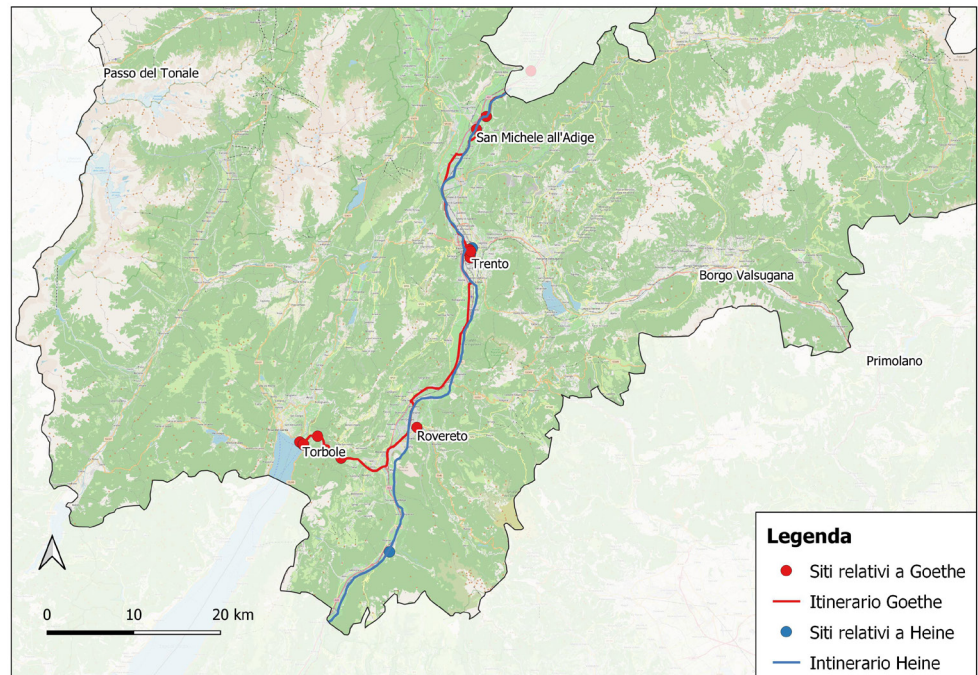 Passo del Tonale
San Michele all'Adige
Trento
Borgo Valsugana
Primolano
Rovereto
Torbole
Legenda
Siti relativi a Goethe
Itinerario Goethe
Siti relativi a Heine
Intinerario Heine
0 10 20 km